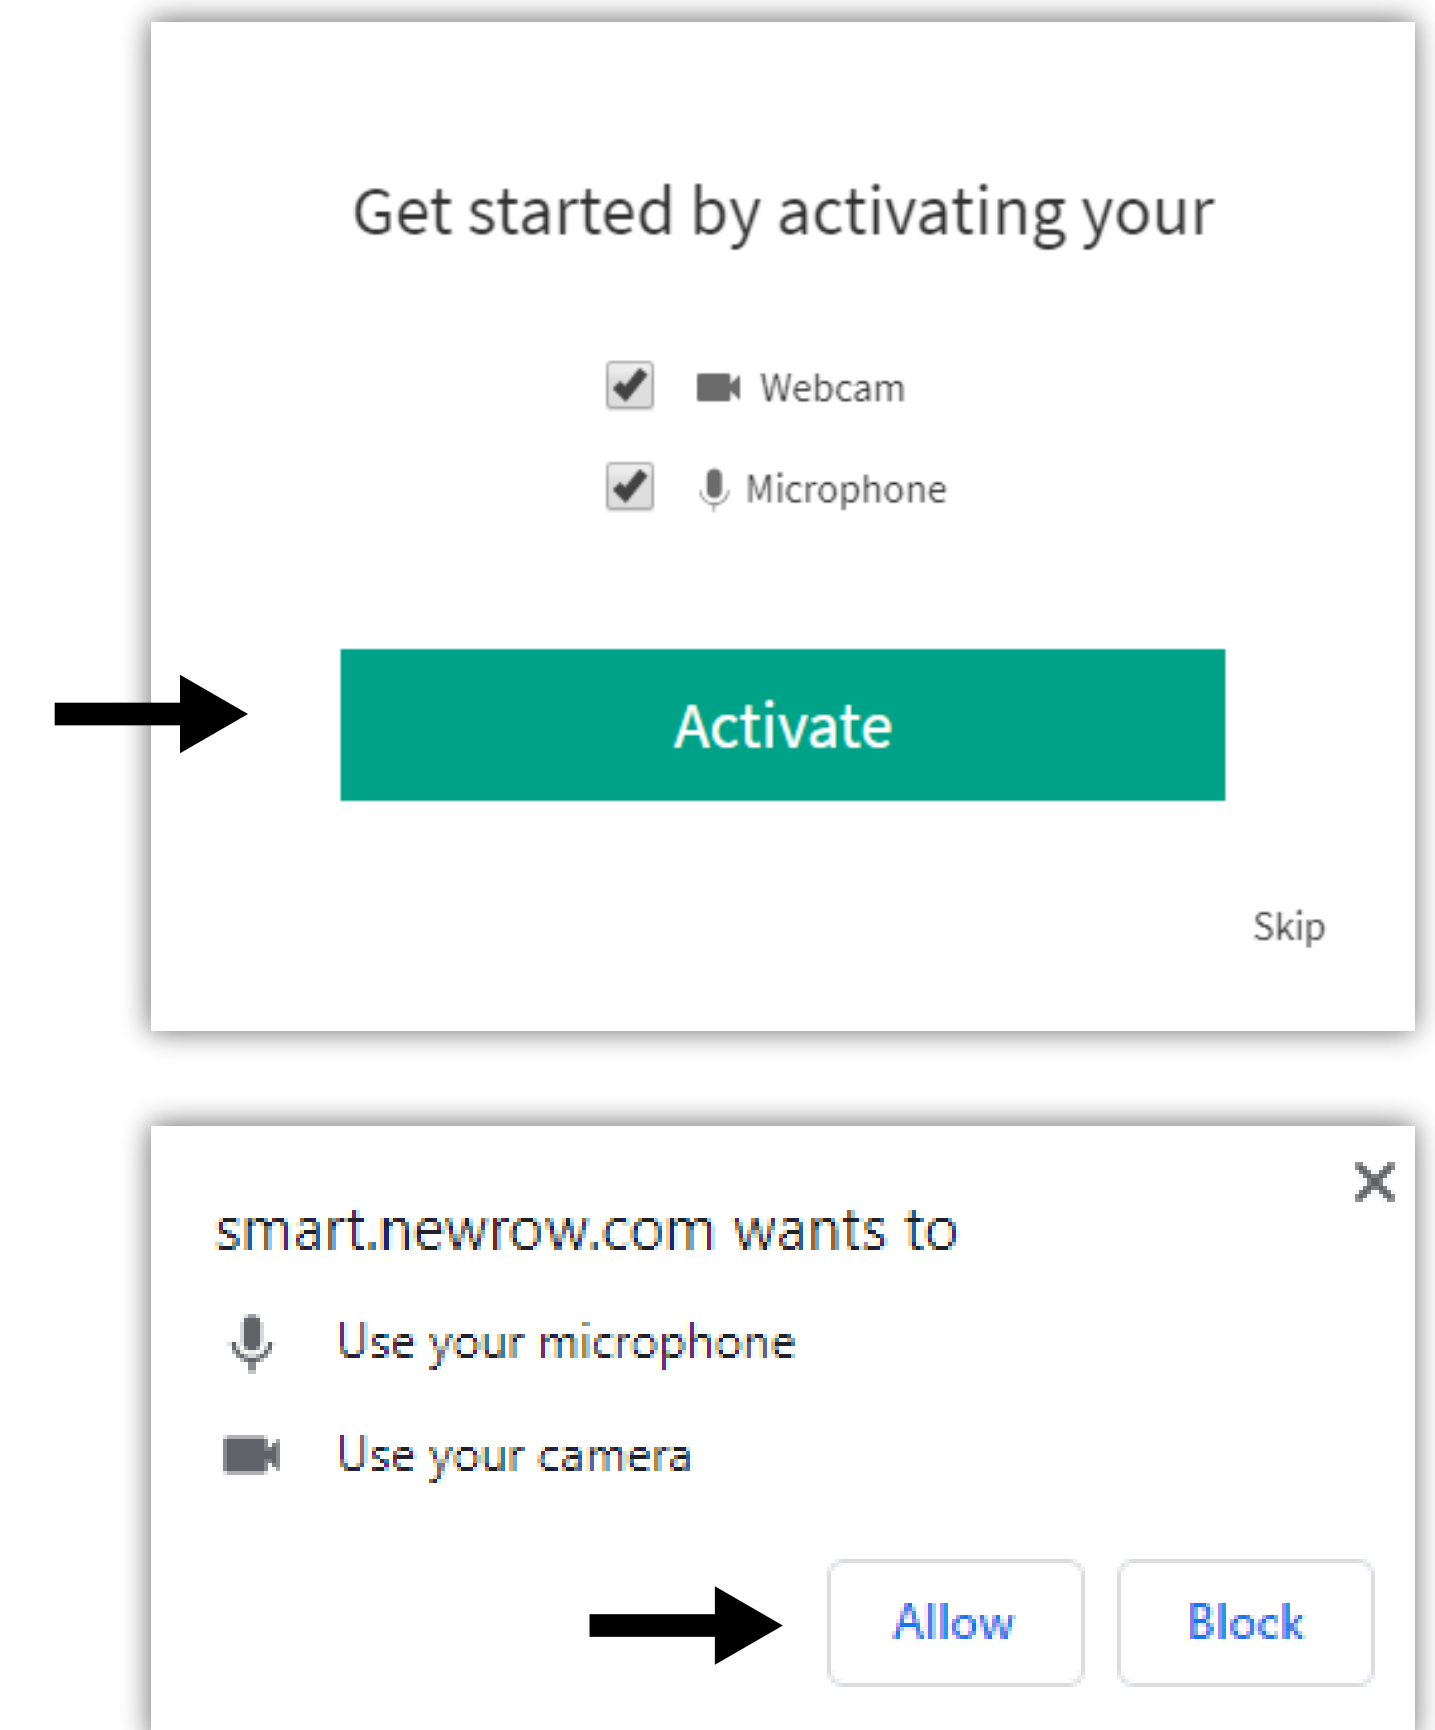 Get started by activating your
Webcam
Microphone
Activate
Skip
smart.newrow.com wants to
Use your microphone
Use your camera
Allow Block